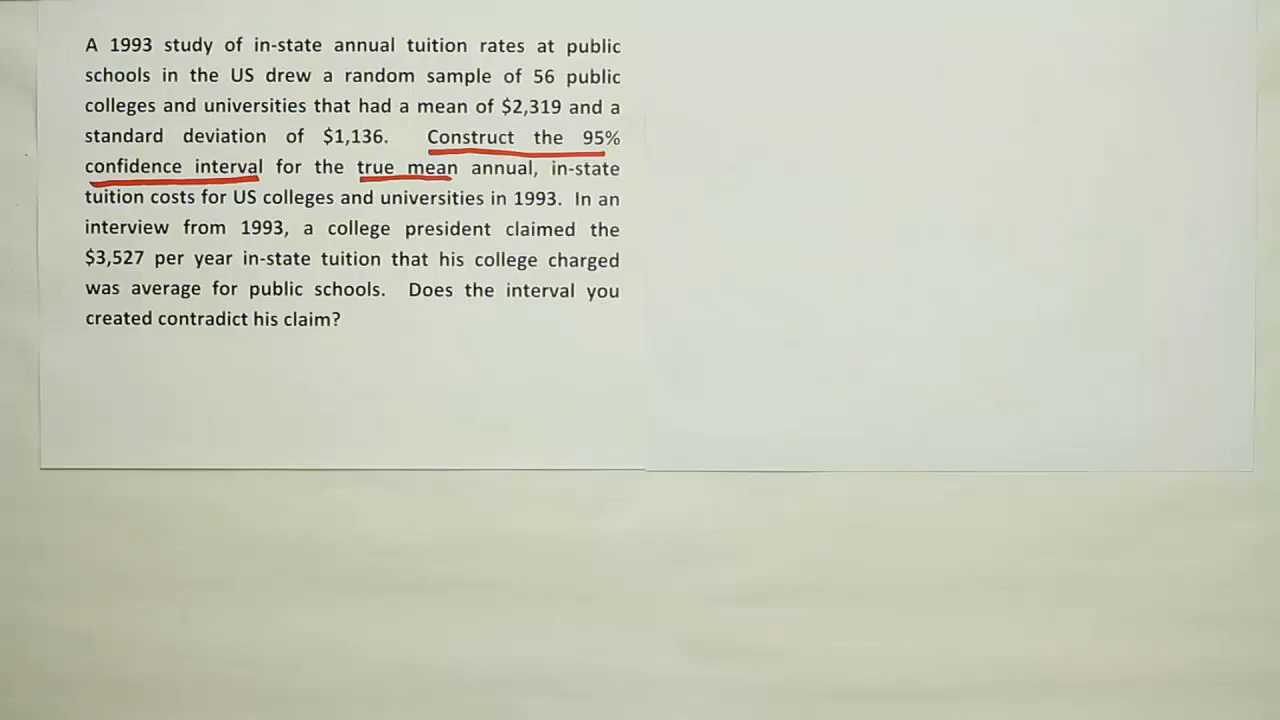 A 1993 study of in-state annual tuition rates at public
schools in the US drew a random sample of 56 public
colleges and universities that had a mean of $2,319 and a
standard deviation of $1,136. Construct the 95%
confidence interval for the true mean annual, in-state
tuition costs for US colleges and universities in 1993. In an
interview from 1993, a college president claimed the
$3,527 per year in-state tuition that his college charged
was average for public schools. Does the interval you
created contradict his claim?